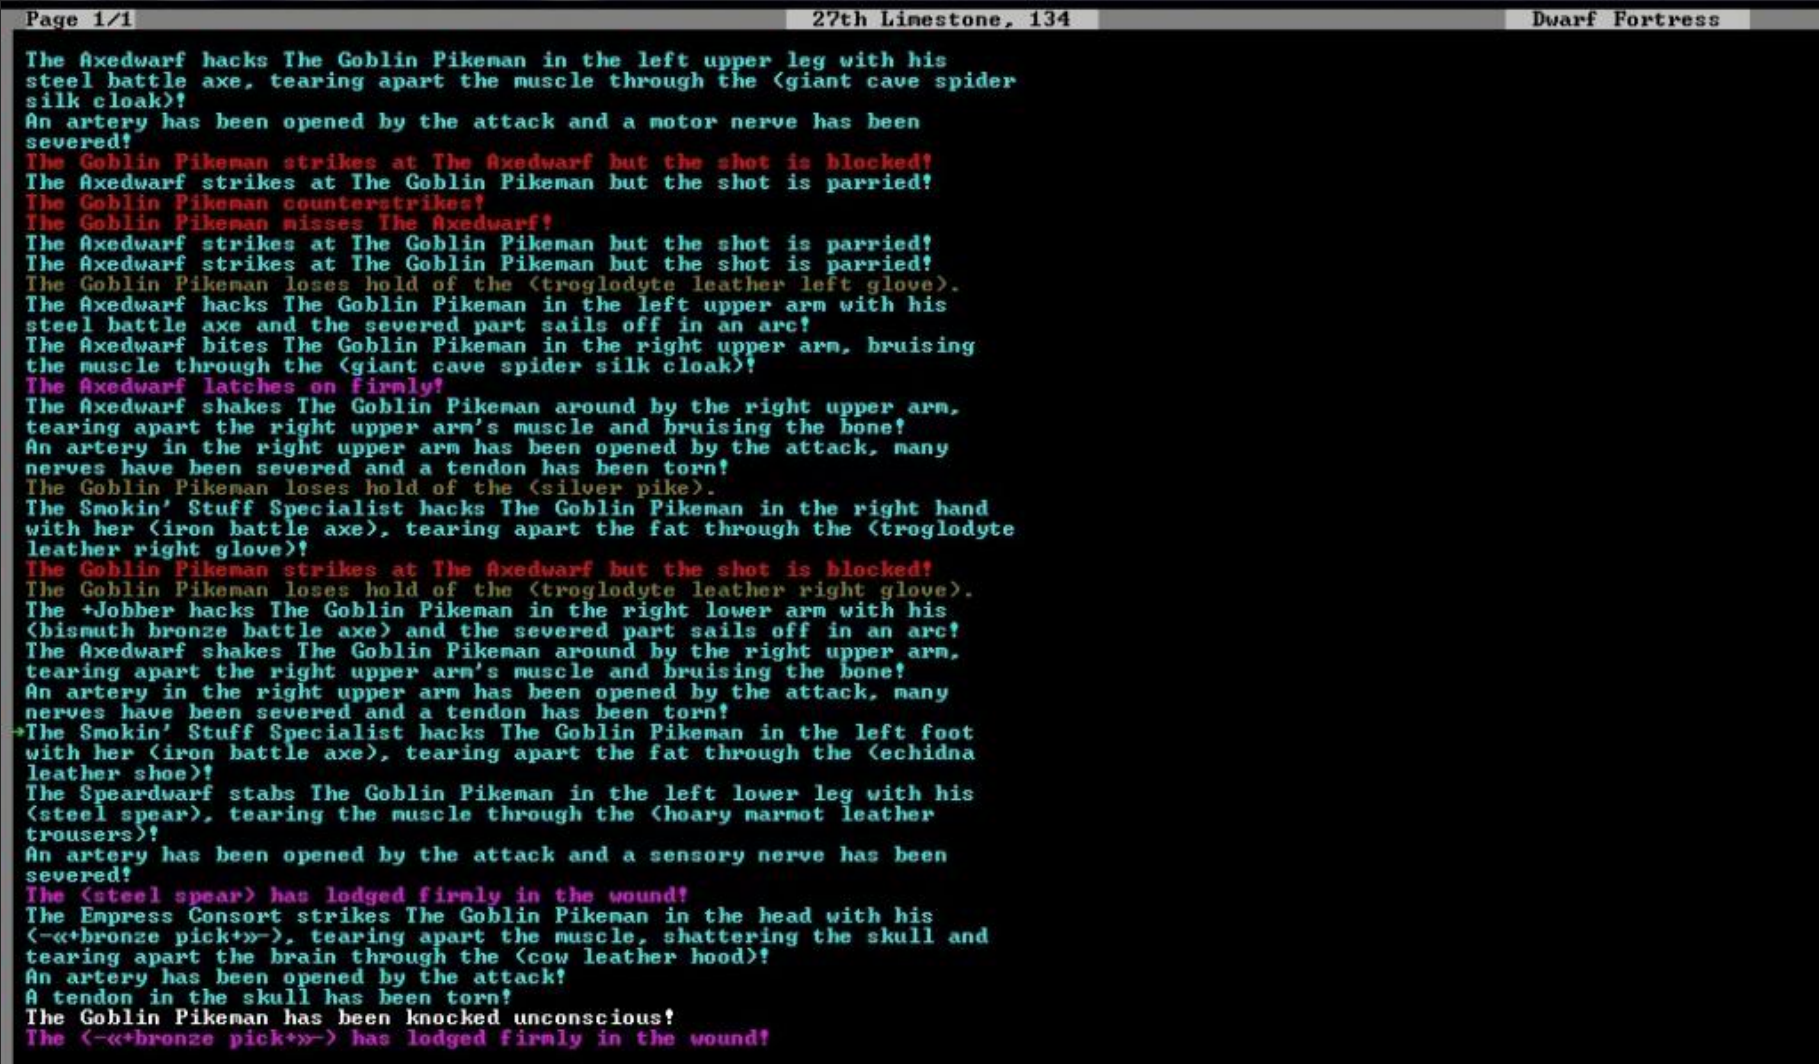 Page 1/1
27th Limestone, 134
Dwarf Fortress
The Axedwarf hacks The Goblin Pikeman in the left upper leg with his
steel battle axe, tearing apart the muscle through the (giant cave spider
silk cloak)!
An artery has been opened by the attack and a motor nerve has been
severed!
The Goblin Pikeman strikes at The Axedwarf but the shot is blocked!
The Axedwarf strikes at The Goblin Pikeman but the shot is parried!
The Goblin Pikeman counterstrikes!
The Goblin Pikeman misses The Axedwarf!
The Axedwarf strikes at The Goblin Pikeman but the shot is parried!
The Axedwarf strikes at The Goblin Pikeman but the shot is parried!
The Goblin Pikeman loses hold of the (troglodyte leather left glove).
The Axedwarf hacks The Goblin Pikeman in the left upper arm with his
steel battle axe and the severed part sails off in an arc!
The Axedwarf bites The Goblin Pikeman in the right upper arm, bruising
the muscle through the (giant cave spider silk cloak)!
The Axedwarf latches on firmly!
The Axedwarf shakes The Goblin Pikeman around by the right upper arm,
tearing apart the right upper arm's muscle and bruising the bone!
An artery in the right upper arm has been opened by the attack, many
nerves have been severed and a tendon has been torn!
The Goblin Pikeman loses hold of the (silver pike).
The Smokin' Stuff Specialist hacks The Goblin Pikeman in the right hand
with her (iron battle axe), tearing apart the fat through the (troglodyte
leather right glove)!
The Goblin Pikeman strikes at The Axedwarf but the shot is blocked!
The Goblin Pikeman loses hold of the (troglodyte leather right glove).
The +Jobber hacks The Goblin Pikeman in the right lower arm with his
(bismuth bronze battle axe) and the severed part sails off in an arc!
The Axedwarf shakes The Goblin Pikeman around by the right upper arm,
tearing apart the right upper arm's muscle and bruising the bone!
An artery in the right upper arm has been opened by the attack, many
nerves have been severed and a tendon has been torn!
→The Smokin' Stuff Specialist hacks The Goblin Pikeman in the left foot
with her (iron battle axe), tearing apart the fat through the (echidna
leather shoe)!
The Speardwarf stabs The Goblin Pikeman in the left lower leg with his
(steel spear), tearing the muscle through the (hoary marmot leather
trousers)!
An artery has been opened by the attack and a sensory nerve has been
severed!
The (steel spear) has lodged firmly in the wound!
The Empress Consort strikes The Goblin Pikeman in the head with his
(-«+bronze pick+»-), tearing apart the muscle, shattering the skull and
tearing apart the brain through the (cow leather hood)!
An artery has been opened by the attack!
A tendon in the skull has been torn!
The Goblin Pikeman has been knocked unconscious!
The (-«+bronze pick+»-) has lodged firmly in the wound!